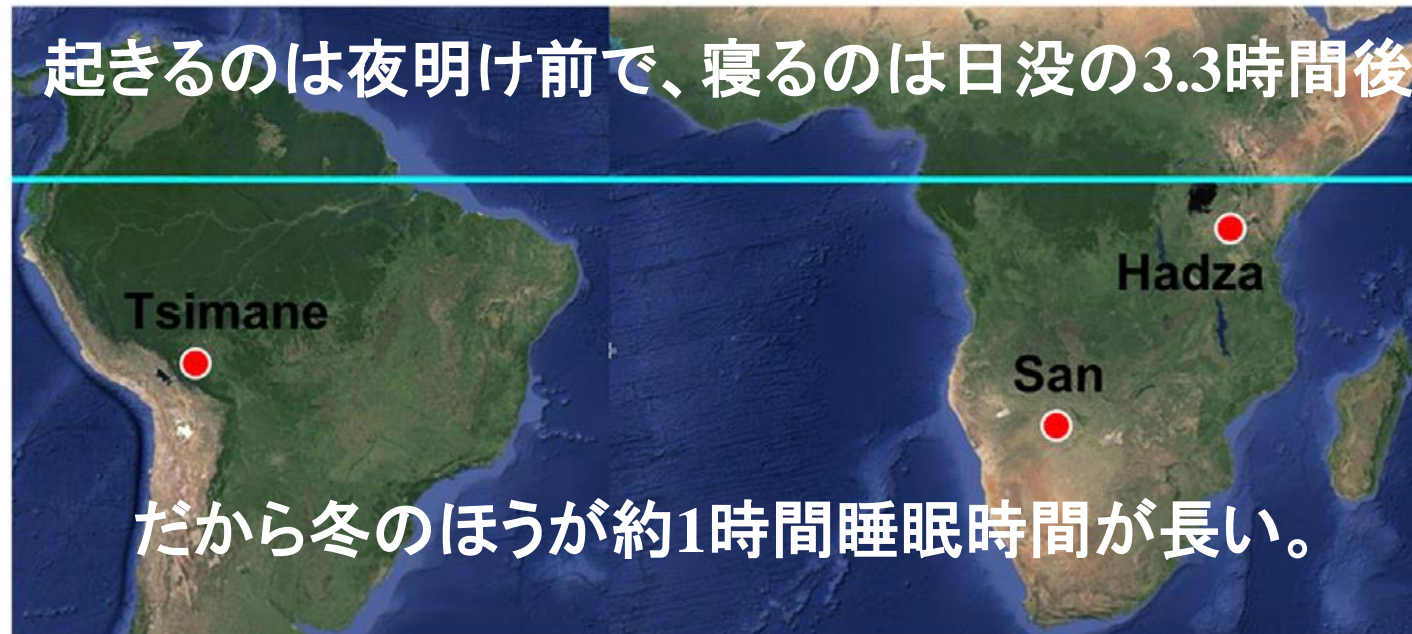 起きるのは夜明け前で、寝るのは日没の3.3時間後
Tsimane
Hadza
San
だから冬のほうが約1時間睡眠時間が長い。